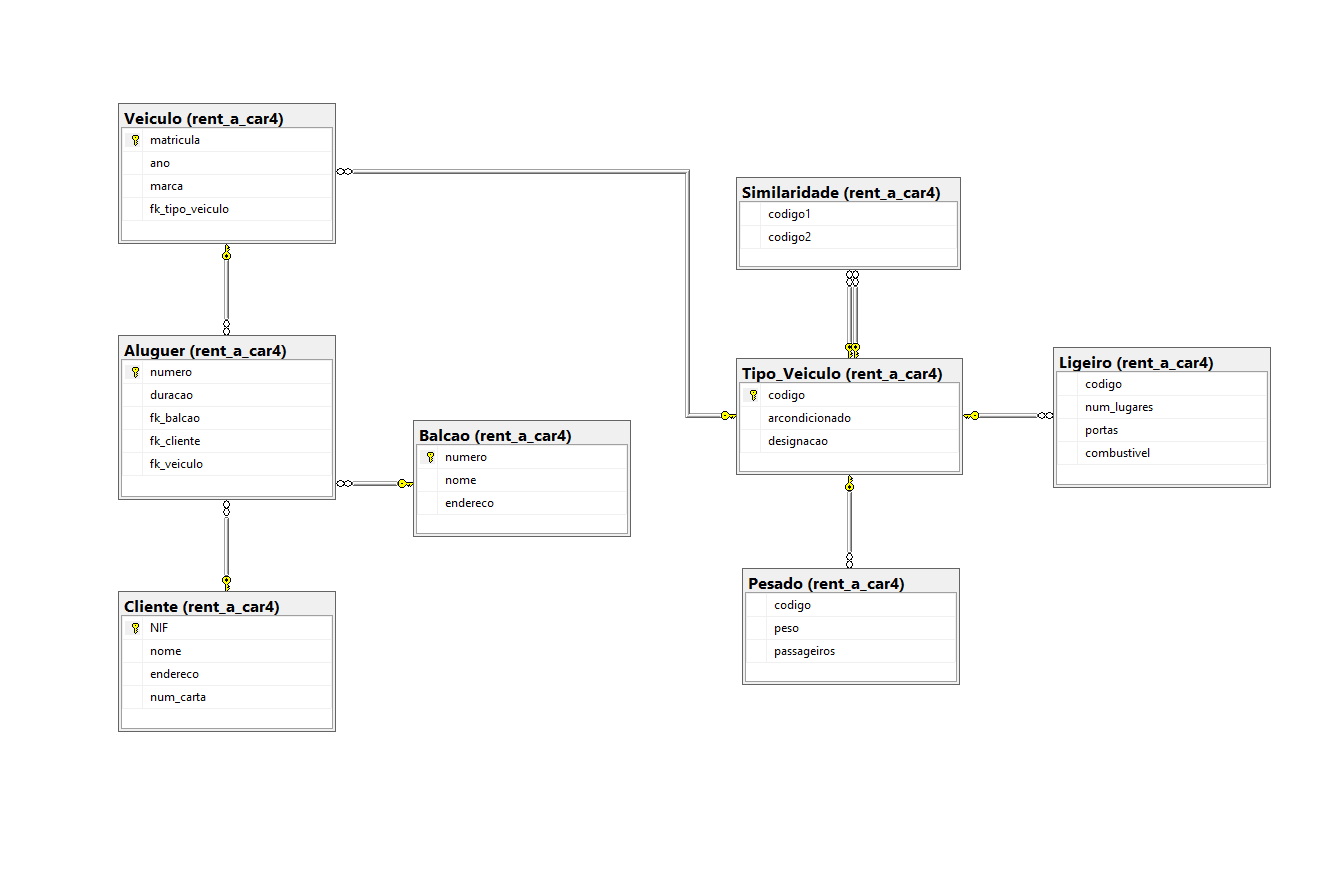 Veiculo (rent_a_car4)
matricula
ano
marca
fk_tipo_veiculo
Aluguer (rent_a_car4)
numero
duracao
fk_balcao
fk_cliente
fk_veiculo
Cliente (rent_a_car4)
NIF
nome
endereco
num_carta
Balcao (rent_a_car4)
numero
nome
endereco
Similaridade (rent_a_car4)
codigo1
codigo2
Tipo_Veiculo (rent_a_car4)
codigo
arcondicionado
designacao
Pesado (rent_a_car4)
codigo
peso
passageiros
Ligeiro (rent_a_car4)
codigo
num_lugares
portas
combustivel